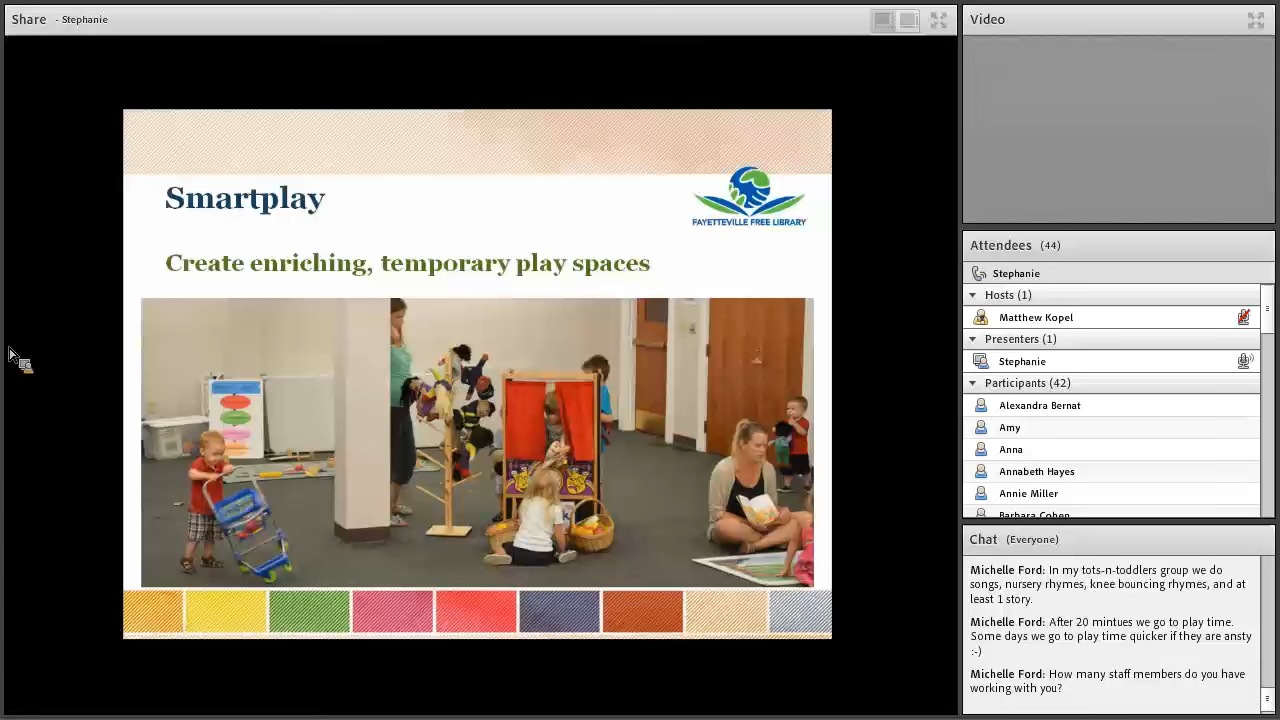 Share - Stephanie
Smartplay
FAYETTEVILLE FREE LIBRARY
Create enriching, temporary play spaces
Video
Attendees (44)
Stephanie
Hosts (1)
Matthew Kopel
Presenters (1)
Stephanie
Participants (42)
Alexandra Bernat
Amy
Anna
Annabeth Hayes
Annie Miller
Barbara Cohen
Chat (Everyone)
Michelle Ford: In my tots-n-toddlers group we do
songs, nursery rhymes, knee bouncing rhymes, and at
least 1 story.
Michelle Ford: After 20 mintues we go to play time.
Some days we go to play time quicker if they are ansty
:-)
Michelle Ford: How many staff members do you have
working with you?